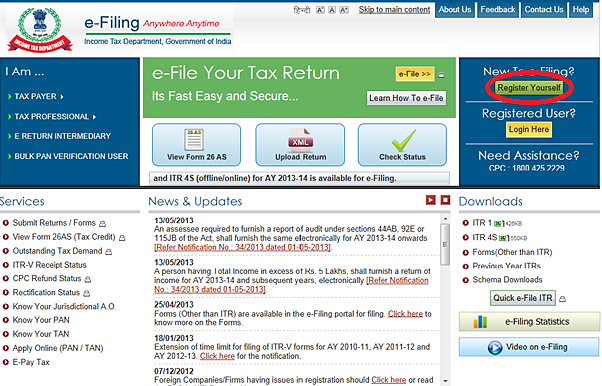 हिन्दी A+ A A- Skip to main content About Us Feedback Contact Us Help
e-Filing Anywhere Anytime
Income Tax Department, Government of India
INCOME TAX DEPARTMENT
I Am ...
TAX PAYER
TAX PROFESSIONAL
E RETURN INTERMEDIARY
BULK PAN VERIFICATION USER
e-File Your Tax Return
Its Fast Easy and Secure...
e-File >>
Learn How To e-File
26 AS
View Form 26 AS
XML
Upload Return
Check Status
and ITR 4S (offline/online) for AY 2013-14 is available for e-Filing.
New To e-Filing?
Register Yourself
Registered User?
Login Here
Need Assistance?
CPC : 1800 425 2229
Services
Submit Returns / Forms
View Form 26AS (Tax Credit)
Outstanding Tax Demand
ITR-V Receipt Status
CPC Refund Status
Rectification Status
Know Your Jurisdictional A.O.
Know Your PAN
Know Your TAN
Apply Online (PAN / TAN)
E-Pay Tax
News & Updates
13/05/2013
An assessee required to furnish a report of audit under sections 44AB, 92E or
115JB of the Act, shall furnish the same electronically for AY 2013-14 onwards
[Refer Notification No : 34/2013 dated 01-05-2013].
13/05/2013
A person having Total Income in excess of Rs. 5 Lakhs, shall furnish a return of
income for AY 2013-14 and subsequent years, electronically [Refer Notification
No. : 34/2013 dated 01-05-2013].
25/04/2013
Forms (Other than ITR) are available in the e-Filing portal for filing. Click here to
know more on the Forms.
18/01/2013
Extension of time limit for filing of ITR-V forms for AY 2010-11, AY 2011-12 and
AY 2012-13. Click here for the notification.
07/12/2012
Foreign Companies/Firms having issues in registration should Click here or read
Downloads
ITR 1 425KB
ITR 4S 550KB
Forms(Other than ITR)
Previous Year ITRs
Schema Downloads
Quick e-File ITR
e-Filing Statistics
Video on e-Filing